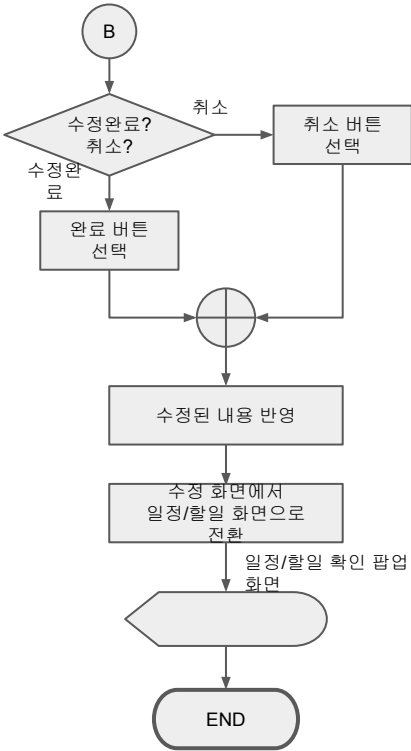 B
수정완료?
취소?
취소
취소 버튼
선택
수정완
료
완료 버튼
선택
수정된 내용 반영
수정 화면에서
일정/할일 화면으로
전환
일정/할일 확인 팝업
화면
END